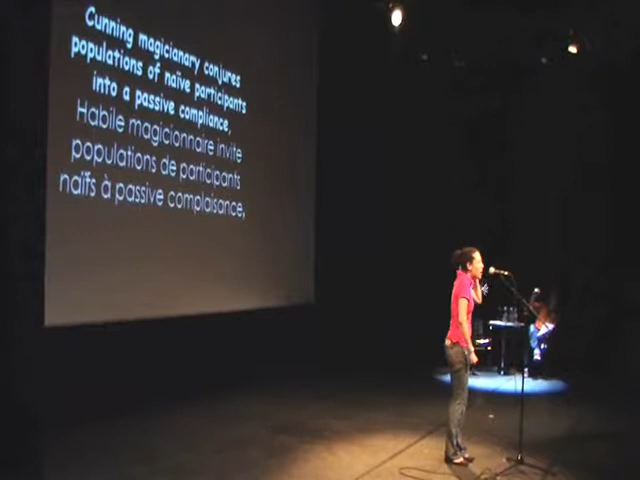 Cunning magicianary conjures
populations of naïve participants
into a passive compliance,
Habile magicionnaire invite
populations de participants
naïfs à passive complaisance,